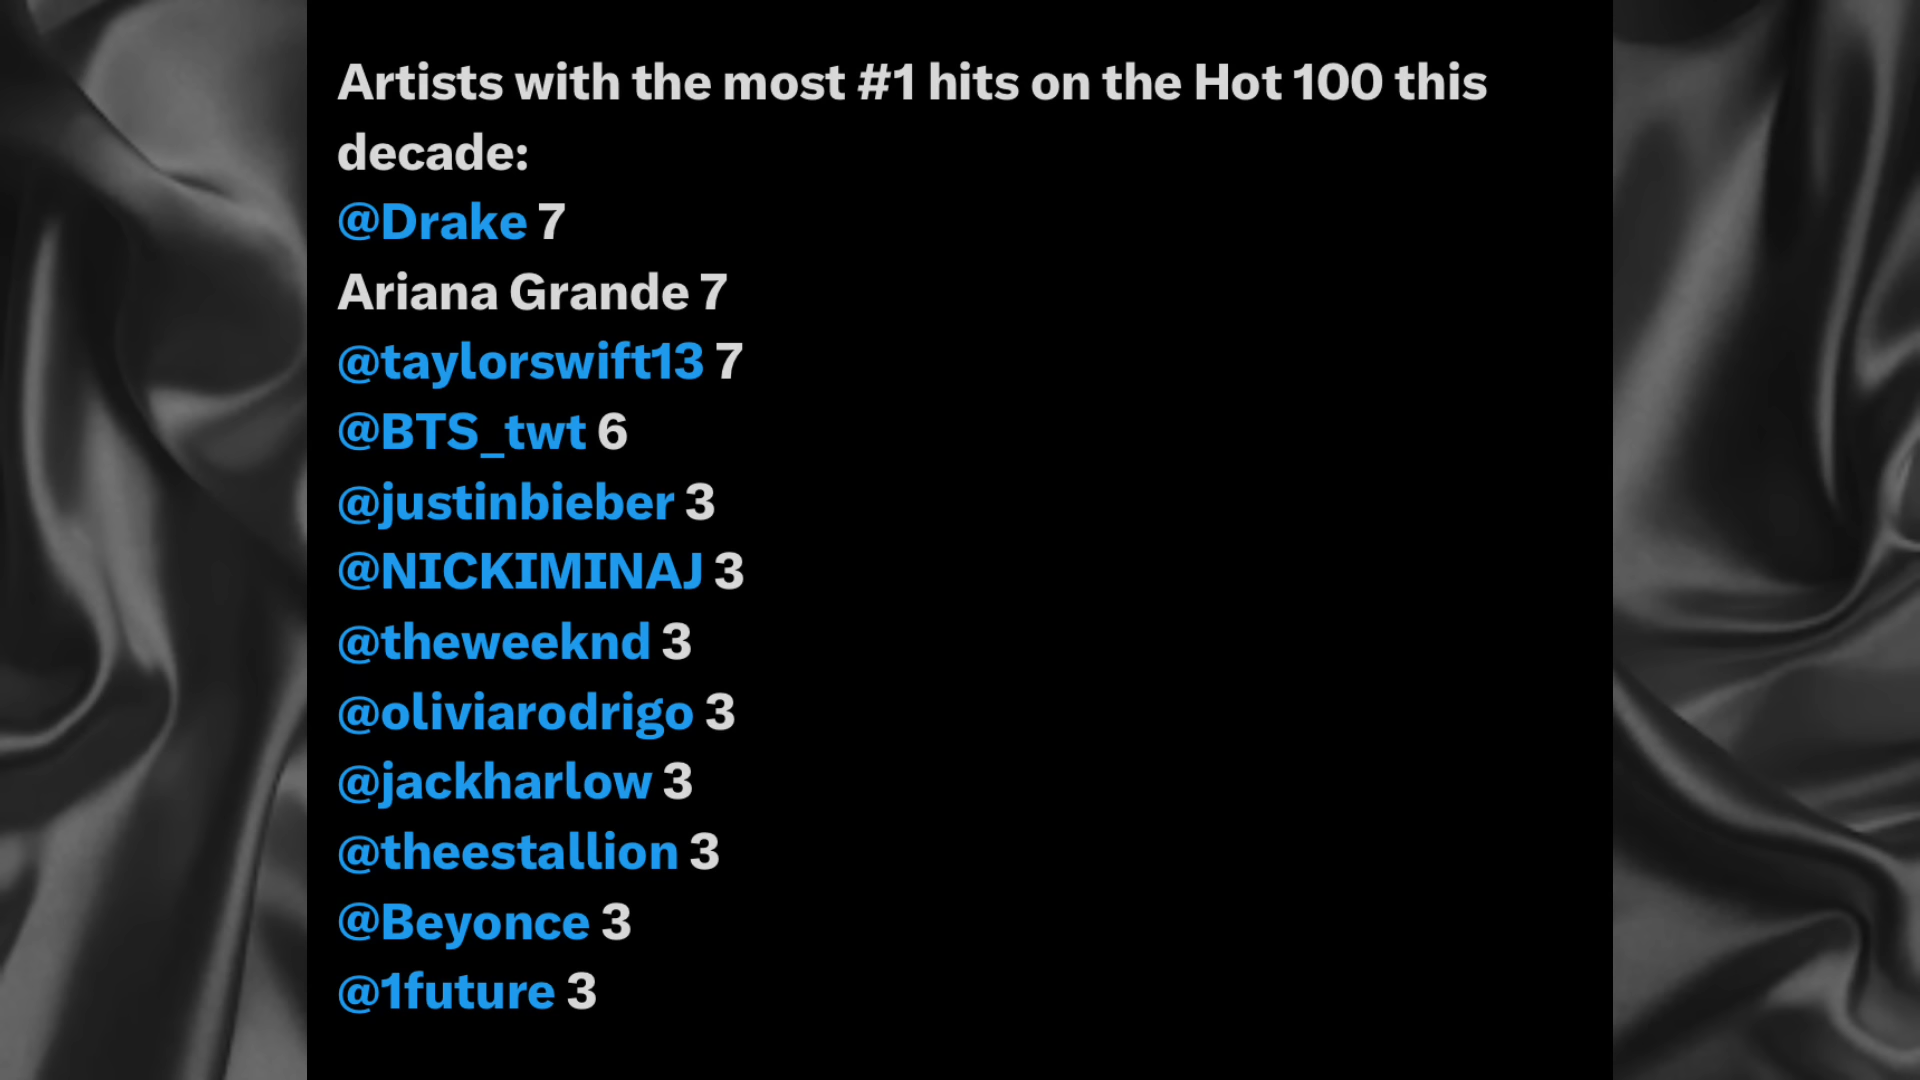 Artists with the most #1 hits on the Hot 100 this
decade:
@Drake 7
Ariana Grande 7
@taylorswift13 7
@BTS_twt 6
@justinbieber 3
@NICKIMINAJ 3
@theweeknd 3
@oliviarodrigo 3
@jackharlow 3
@theestallion 3
@Beyonce 3
@1future 3